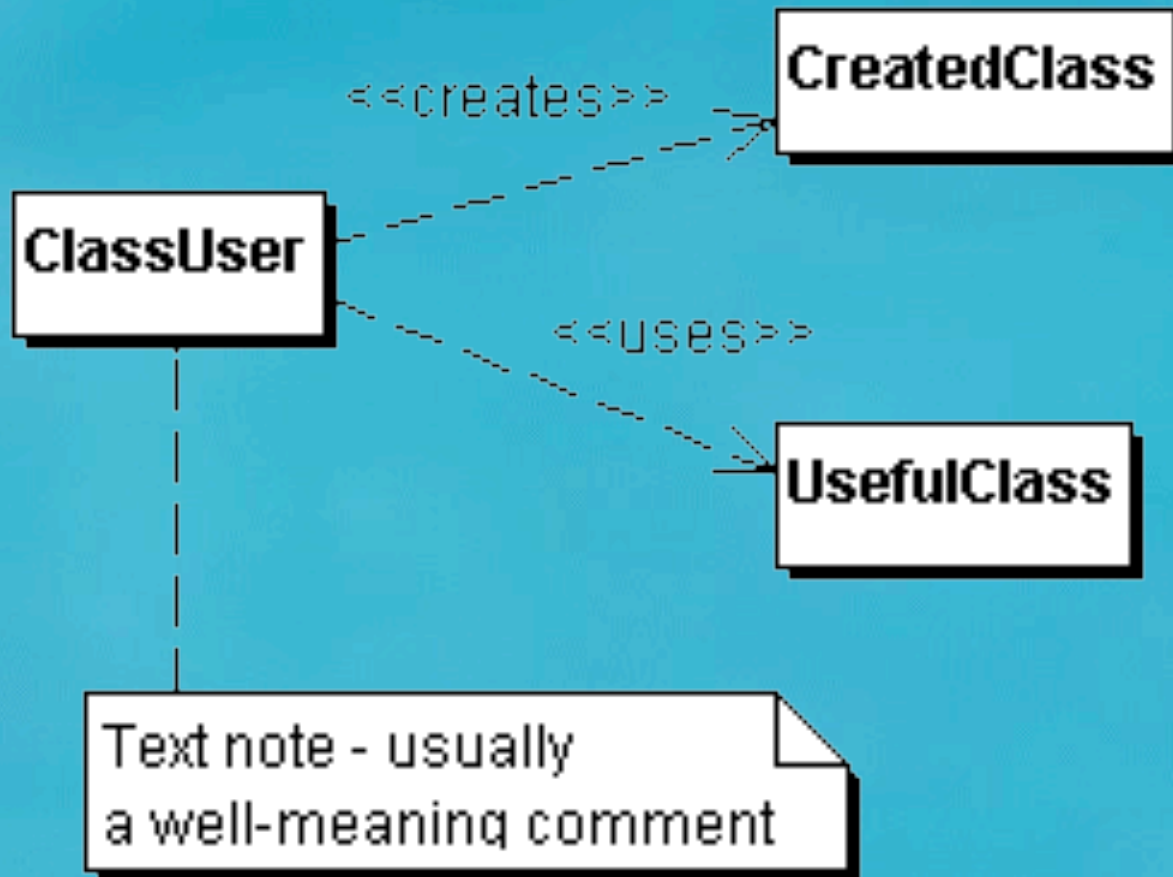 CreatedClass
<<creates>>
ClassUser
<<uses>>
UsefulClass
Text note - usually
a well-meaning comment